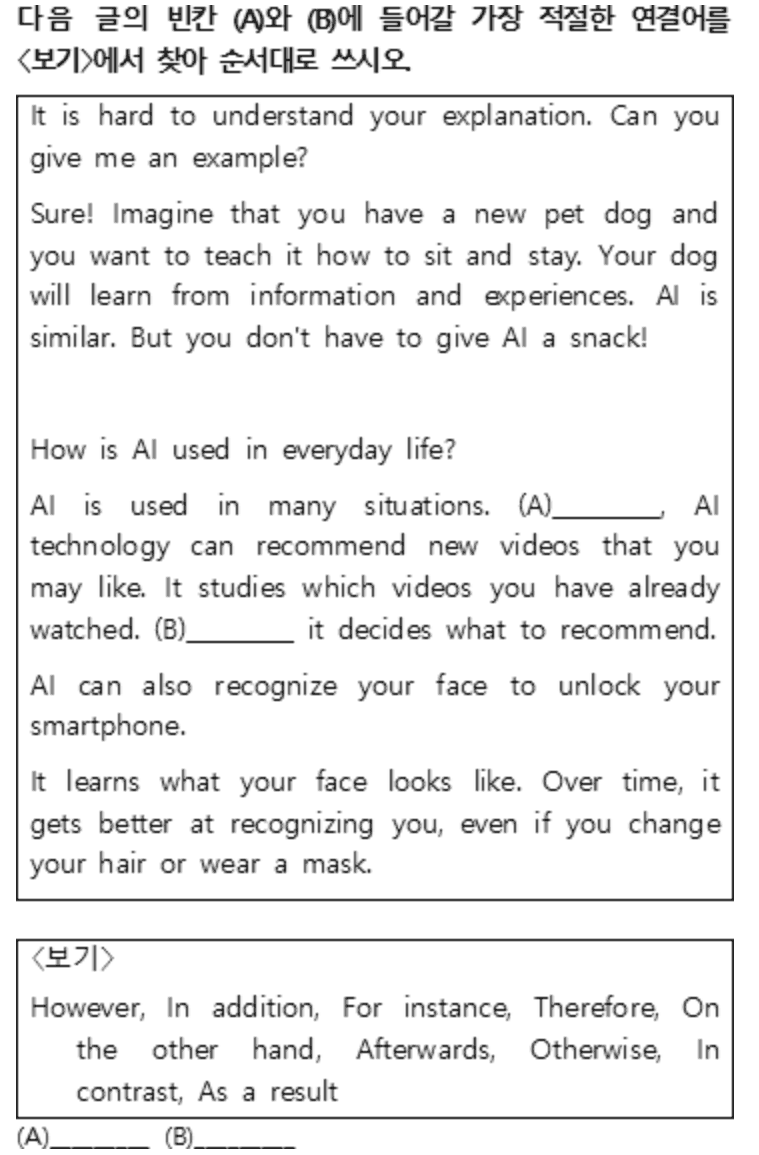 다음 글의 빈칸 (A)와 (B)에 들어갈 가장 적절한 연결어를
<보기>에서 찾아 순서대로 쓰시오.
It is hard to understand your explanation. Can you
give me an example?
Sure! Imagine that you have a new pet dog and
you want to teach it how to sit and stay. Your dog
will learn from information and experiences. AI is
similar. But you don't have to give AI a snack!
How is AI used in everyday life?
AI is used in many situations. (A)________, AI
technology can recommend new videos that you
may like. It studies which videos you have already
watched. (B)________ it decides what to recommend.
AI can also recognize your face to unlock your
smartphone.
It learns what your face looks like. Over time, it
gets better at recognizing you, even if you change
your hair or wear a mask.
<보기>
However, In addition, For instance, Therefore, On
the other hand, Afterwards, Otherwise, In
contrast, As a result
(A)________ (B)________